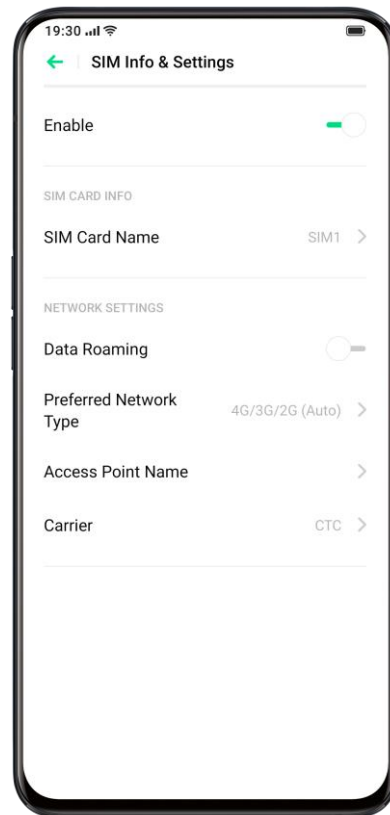 19:30
SIM Info & Settings
Enable
SIM CARD INFO
SIM Card Name SIM1
NETWORK SETTINGS
Data Roaming
Preferred Network
Type 4G/3G/2G (Auto)
Access Point Name
Carrier CTC